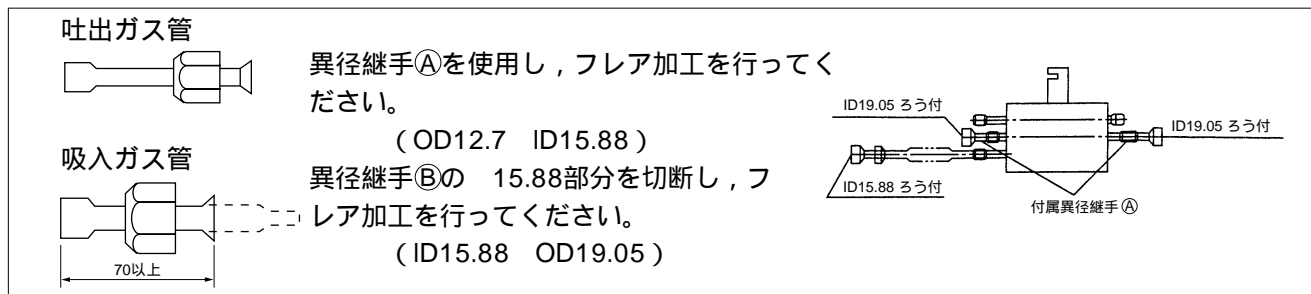 吐出ガス管
異径継手Ⓐを使用し，フレア加工を行ってく
ださい。
（OD12.7　ID15.88）
吸入ガス管
異径継手Ⓑの　15.88部分を切断し，フ
レア加工を行ってください。
（ID15.88　OD19.05）
70以上
ID19.05 ろう付
ID19.05 ろう付
ID15.88 ろう付
付属異径継手Ⓐ